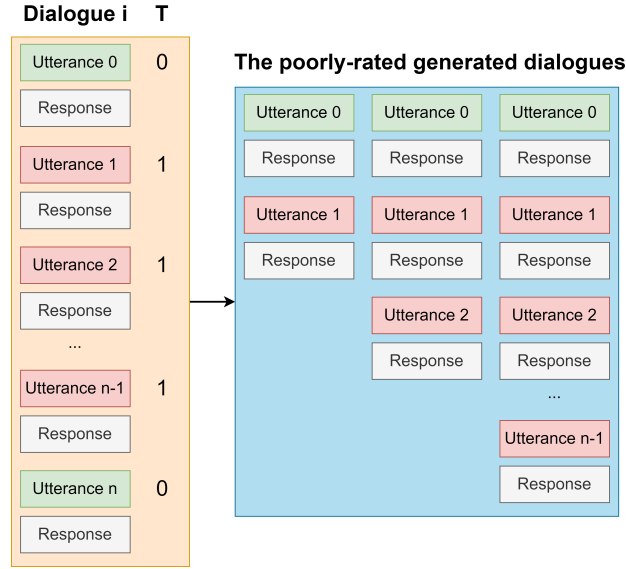 Dialogue i T
Utterance 0 0
Response
Utterance 1 1
Response
Utterance 2 1
Response
...
Utterance n-1 1
Response
Utterance n 0
Response
The poorly-rated generated dialogues
Utterance 0 Utterance 0 Utterance 0
Response Response Response
Utterance 1 Utterance 1 Utterance 1
Response Response Response
Utterance 2 Utterance 2
Response Response
...
Utterance n-1
Response